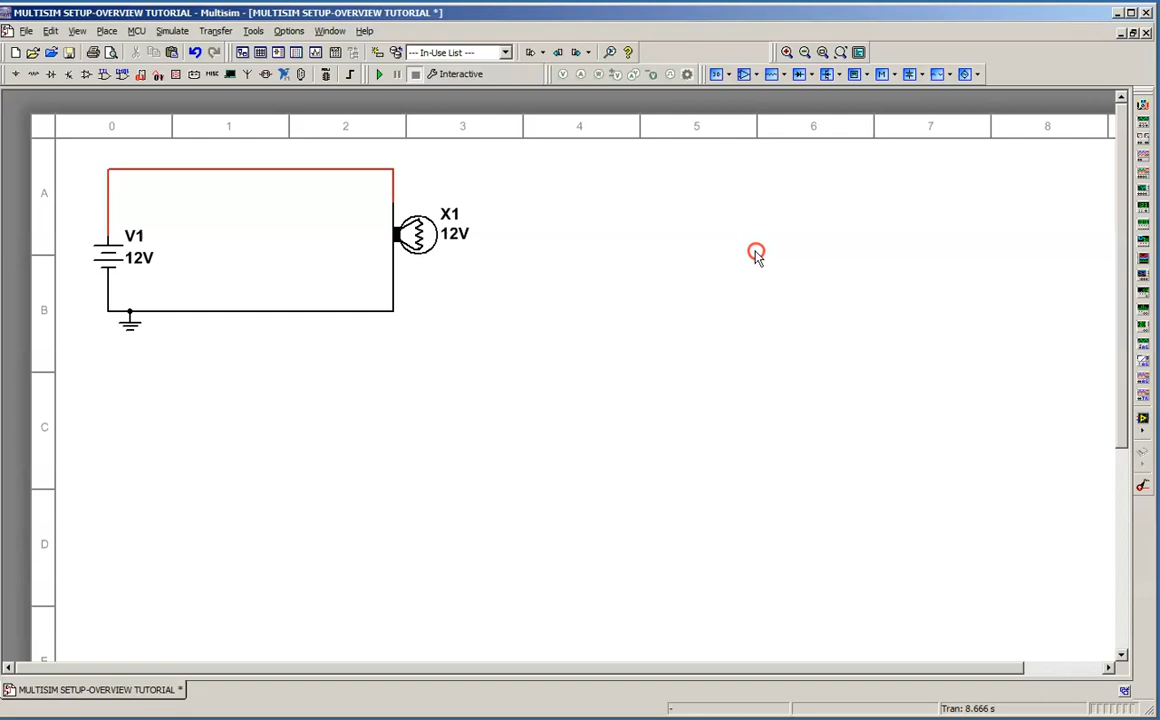 MULTISIM SETUP-OVERVIEW TUTORIAL - Multisim - [MULTISIM SETUP-OVERVIEW TUTORIAL *]
File Edit View Place MCU Simulate Transfer Tools Options Window Help
--- In-Use List ---
Interactive
0 1 2 3 4 5 6 7 8
A
X1
12V
V1
12V
B
C
D
MULTISIM SETUP-OVERVIEW TUTORIAL *
- Tran: 8.666 s